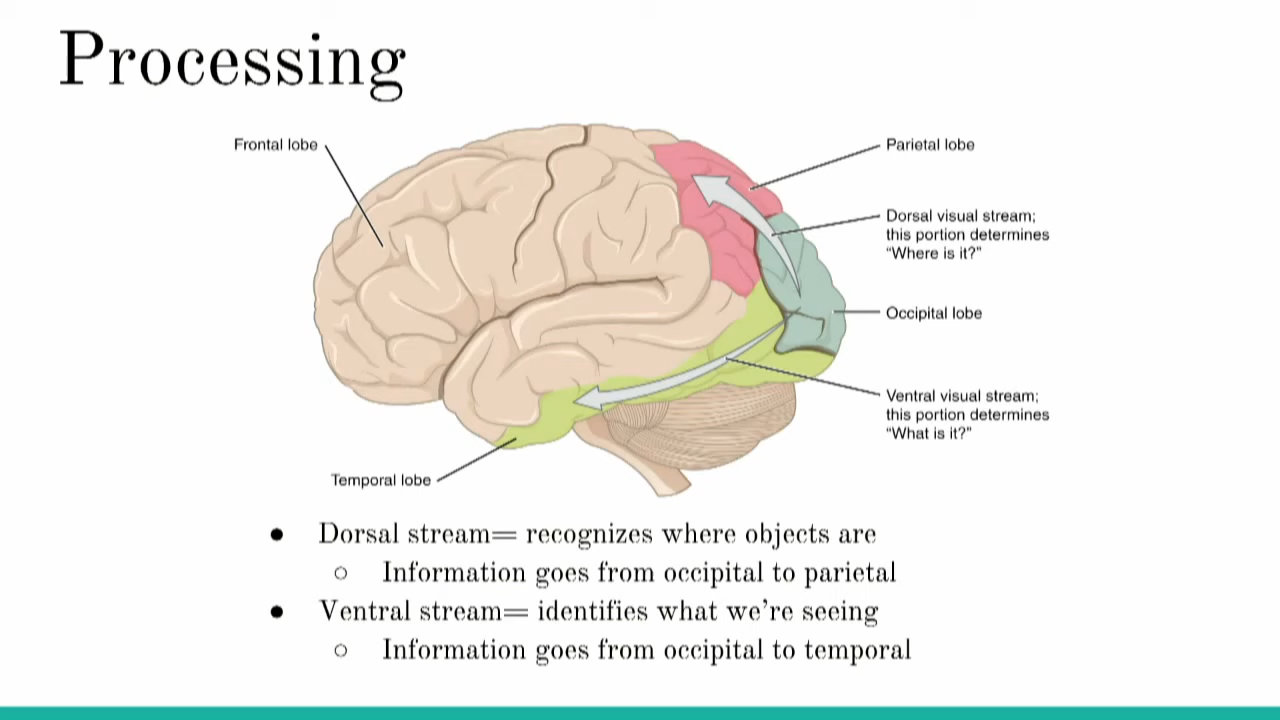 Processing
Frontal lobe
Parietal lobe
Dorsal visual stream;
this portion determines
“Where is it?”
Occipital lobe
Ventral visual stream;
this portion determines
“What is it?”
Temporal lobe
● Dorsal stream= recognizes where objects are
○ Information goes from occipital to parietal
● Ventral stream= identifies what we’re seeing
○ Information goes from occipital to temporal